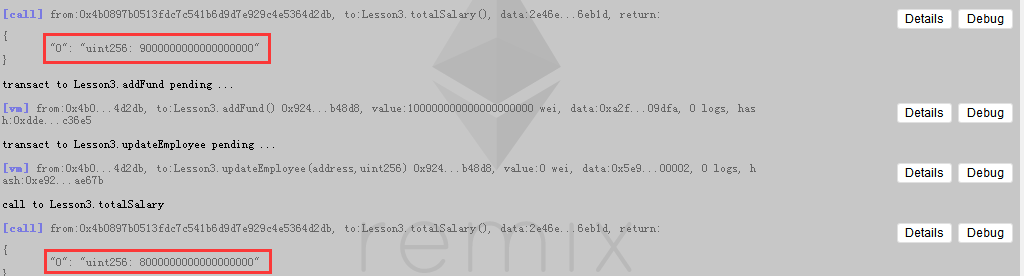 [call] from:0x4b0897b0513fdc7c541b6d9d7e929c4e5364d2db, to:Lesson3.totalSalary(), data:2e46e...6eb1d, return:
Details
Debug
{
"0": "uint256: 9000000000000000000"
}
transact to Lesson3.addFund pending ...
[vm] from:0x4b0...4d2db, to:Lesson3.addFund() 0x924...b48d8, value:100000000000000000000 wei, data:0xa2f...09dfa, 0 logs, has
h:0xdde...c36e5
Details
Debug
transact to Lesson3.updateEmployee pending ...
[vm] from:0x4b0...4d2db, to:Lesson3.updateEmployee(address,uint256) 0x924...b48d8, value:0 wei, data:0x5e9...00002, 0 logs, h
ash:0xe92...ae67b
Details
Debug
call to Lesson3.totalSalary
[call] from:0x4b0897b0513fdc7c541b6d9d7e929c4e5364d2db, to:Lesson3.totalSalary(), data:2e46e...6eb1d, return:
Details
Debug
remix
{
"0": "uint256: 8000000000000000000"
}